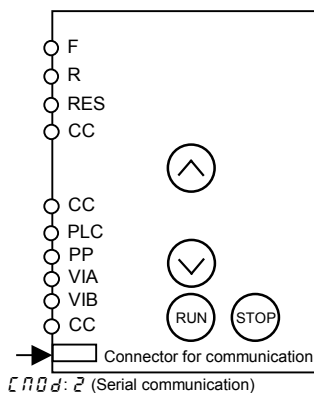 F
R
RES
CC
CC
PLC
PP
VIA
VIB
CC
RUN STOP
Connector for communication
CMOd: 2 (Serial communication)